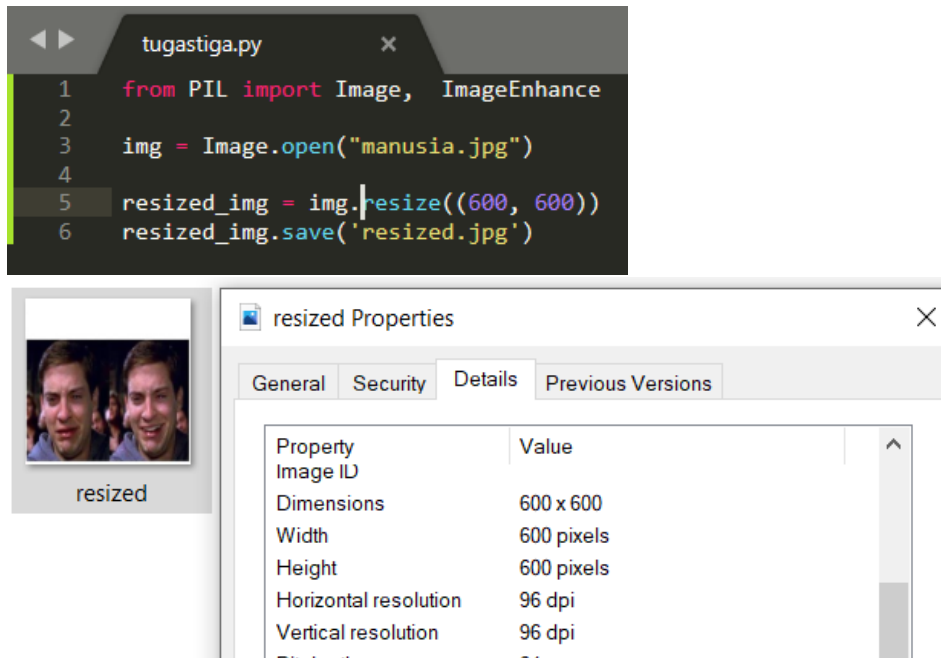 tugastiga.py ×
1 from PIL import Image, ImageEnhance
2
3 img = Image.open("manusia.jpg")
4
5 resized_img = img.resize((600, 600))
6 resized_img.save('resized.jpg')
resized
resized Properties
General Security Details Previous Versions
Property Value
Image ID
Dimensions 600 x 600
Width 600 pixels
Height 600 pixels
Horizontal resolution 96 dpi
Vertical resolution 96 dpi